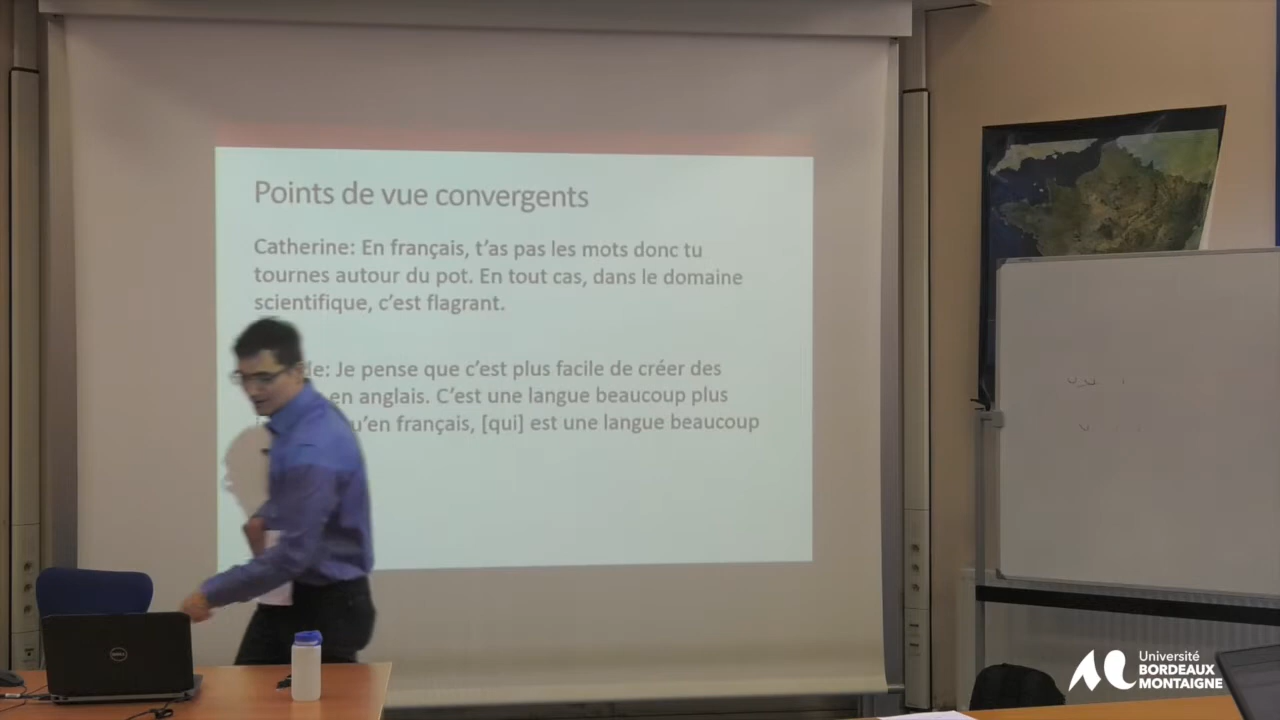 Points de vue convergents
Catherine: En français, t'as pas les mots donc tu
tournes autour du pot. En tout cas, dans le domaine
scientifique, c'est flagrant.
Je pense que c'est plus facile de créer des
en anglais. C'est une langue beaucoup plus
qu'en français, [qui] est une langue beaucoup
DELL
Université
BORDEAUX
MONTAIGNE